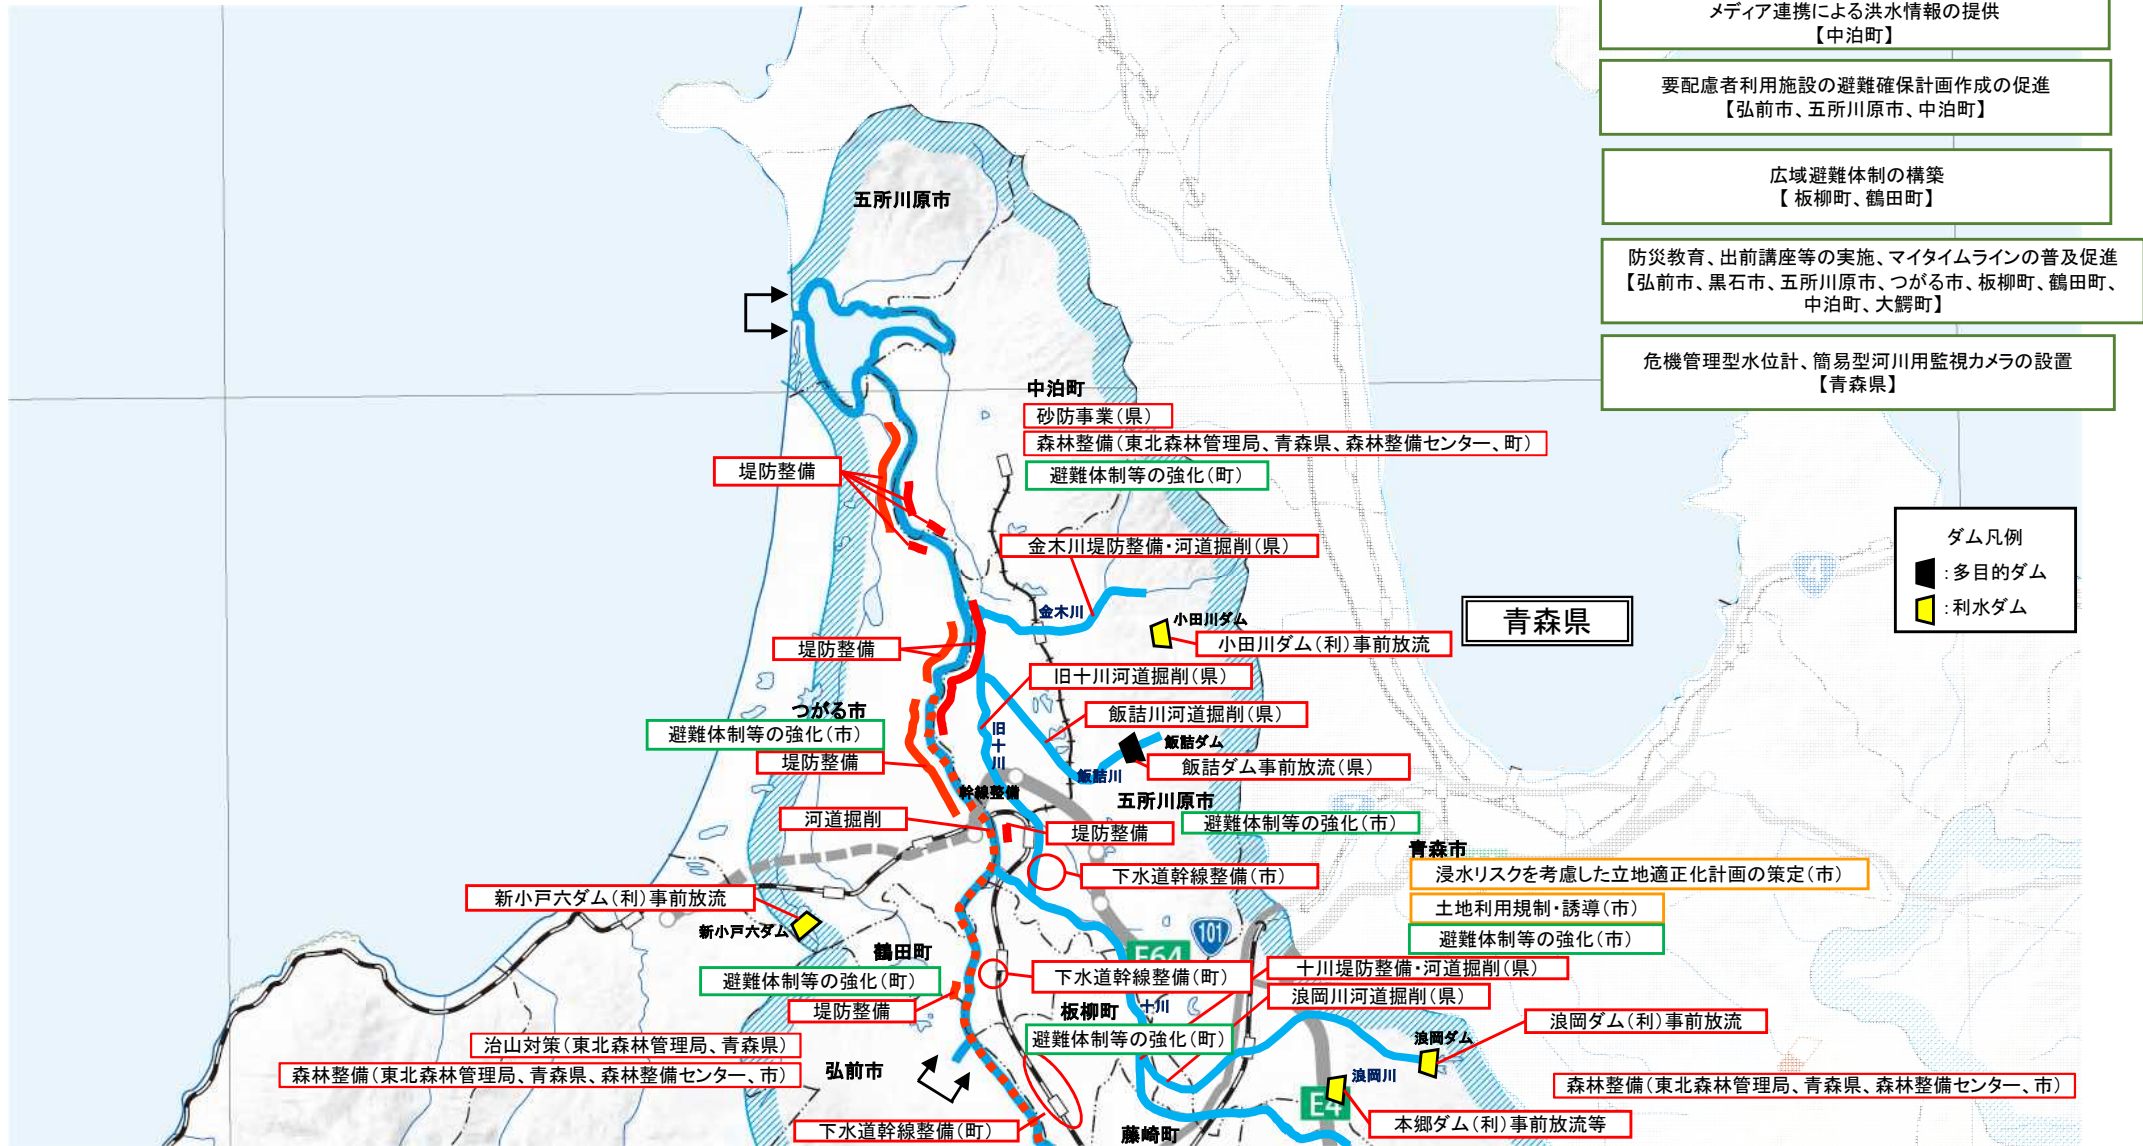 メディア連携による洪水情報の提供
【中泊町】
要配慮者利用施設の避難確保計画作成の促進
【弘前市、五所川原市、中泊町】
広域避難体制の構築
【 板柳町、鶴田町】
防災教育、出前講座等の実施、マイタイムラインの普及促進
【弘前市、黒石市、五所川原市、つがる市、板柳町、鶴田町、
中泊町、大鰐町】
危機管理型水位計、簡易型河川用監視カメラの設置
【青森県】
五所川原市
中泊町
砂防事業(県)
森林整備(東北森林管理局、青森県、森林整備センター、町)
避難体制等の強化(町)
堤防整備
金木川堤防整備・河道掘削(県)
ダム凡例
:多目的ダム
:利水ダム
金木川
小田川ダム
小田川ダム(利)事前放流
青森県
堤防整備
旧十川河道掘削(県)
つがる市
避難体制等の強化(市)
飯詰川河道掘削(県)
旧十川
飯詰ダム
堤防整備
飯詰川
飯詰ダム事前放流(県)
幹線整備
五所川原市
河道掘削
堤防整備
避難体制等の強化(市)
青森市
下水道幹線整備(市)
浸水リスクを考慮した立地適正化計画の策定(市)
新小戸六ダム(利)事前放流
土地利用規制・誘導(市)
新小戸六ダム
101
避難体制等の強化(市)
鶴田町
E64
避難体制等の強化(町)
下水道幹線整備(町)
十川堤防整備・河道掘削(県)
堤防整備
板柳町
十川
浪岡川河道掘削(県)
避難体制等の強化(町)
浪岡ダム(利)事前放流
治山対策(東北森林管理局、青森県)
浪岡ダム
森林整備(東北森林管理局、青森県、森林整備センター、市)
弘前市
浪岡川
森林整備(東北森林管理局、青森県、森林整備センター、市)
E4
下水道幹線整備(町)
藤崎町
本郷ダム(利)事前放流等